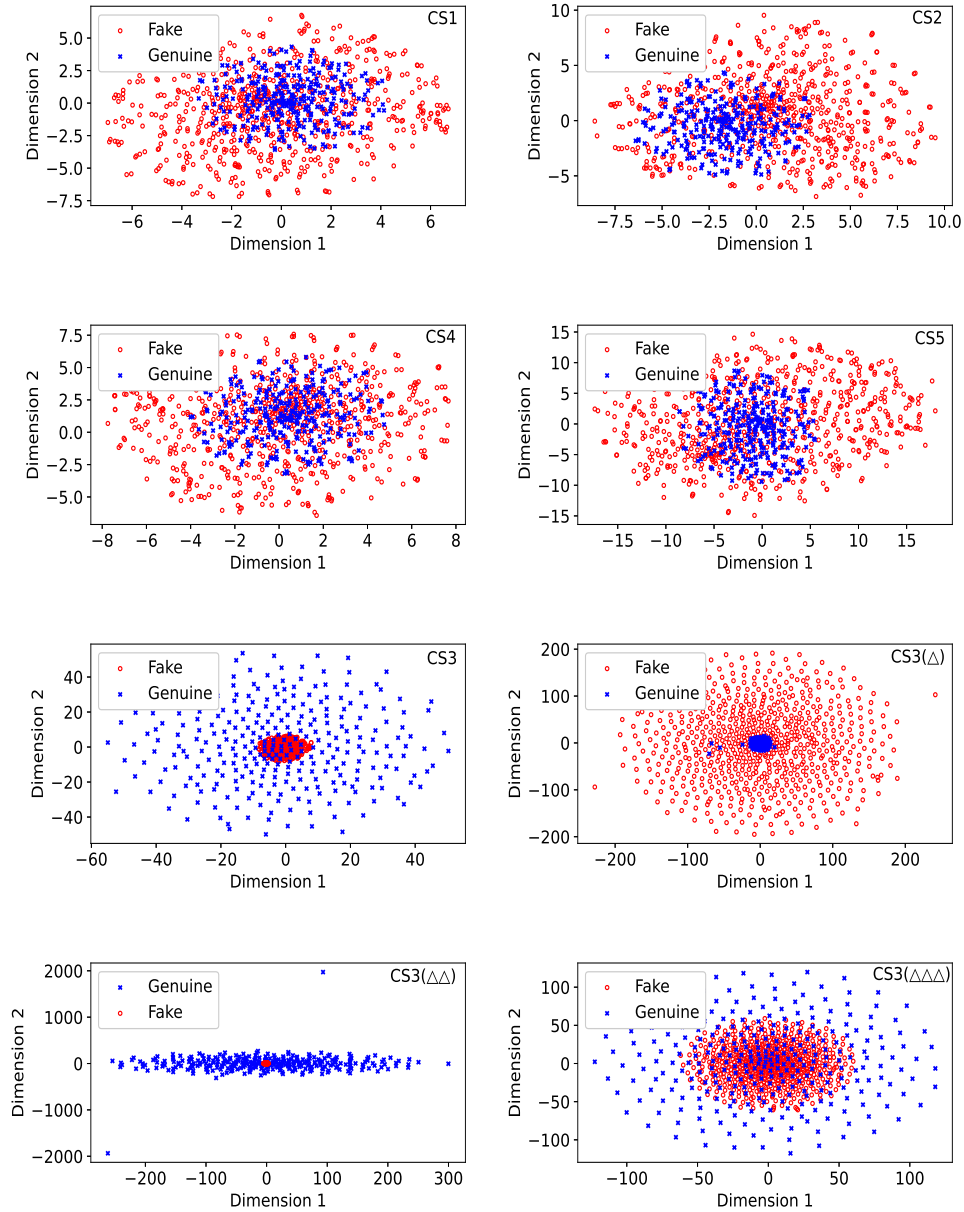 CS1
Fake
Genuine
Dimension 2
5.0
2.5
0.0
−2.5
−5.0
−7.5
−6 −4 −2 0 2 4 6
Dimension 1
CS2
Fake
Genuine
Dimension 2
10
5
0
−5
−7.5 −5.0 −2.5 0.0 2.5 5.0 7.5 10.0
Dimension 1
CS4
Fake
Genuine
Dimension 2
7.5
5.0
2.5
0.0
−2.5
−5.0
−8 −6 −4 −2 0 2 4 6 8
Dimension 1
CS5
Fake
Genuine
Dimension 2
15
10
5
0
−5
−10
−15
−15 −10 −5 0 5 10 15
Dimension 1
CS3
Fake
Genuine
Dimension 2
40
20
0
−20
−40
−60 −40 −20 0 20 40
Dimension 1
CS3(△)
Fake
Genuine
Dimension 2
200
100
0
−100
−200
−200 −100 0 100 200
Dimension 1
CS3(△△)
Genuine
Fake
Dimension 2
2000
1000
0
−1000
−2000
−200 −100 0 100 200 300
Dimension 1
CS3(△△△)
Fake
Genuine
Dimension 2
100
50
0
−50
−100
−100 −50 0 50 100
Dimension 1